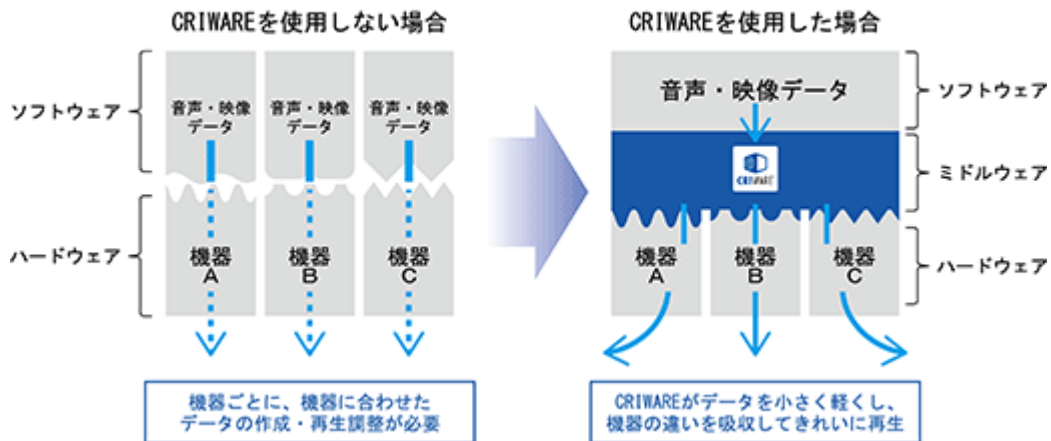 CRIWAREを使用しない場合
ソフトウェア
音声・映像
データ
音声・映像
データ
音声・映像
データ
ハードウェア
機器
A
機器
B
機器
C
機器ごとに、機器に合わせた
データの作成・再生調整が必要
CRIWAREを使用した場合
音声・映像データ
ソフトウェア
CRIWARE
ミドルウェア
機器
A
機器
B
機器
C
ハードウェア
CRIWAREがデータを小さく軽くし、
機器の違いを吸収してきれいに再生